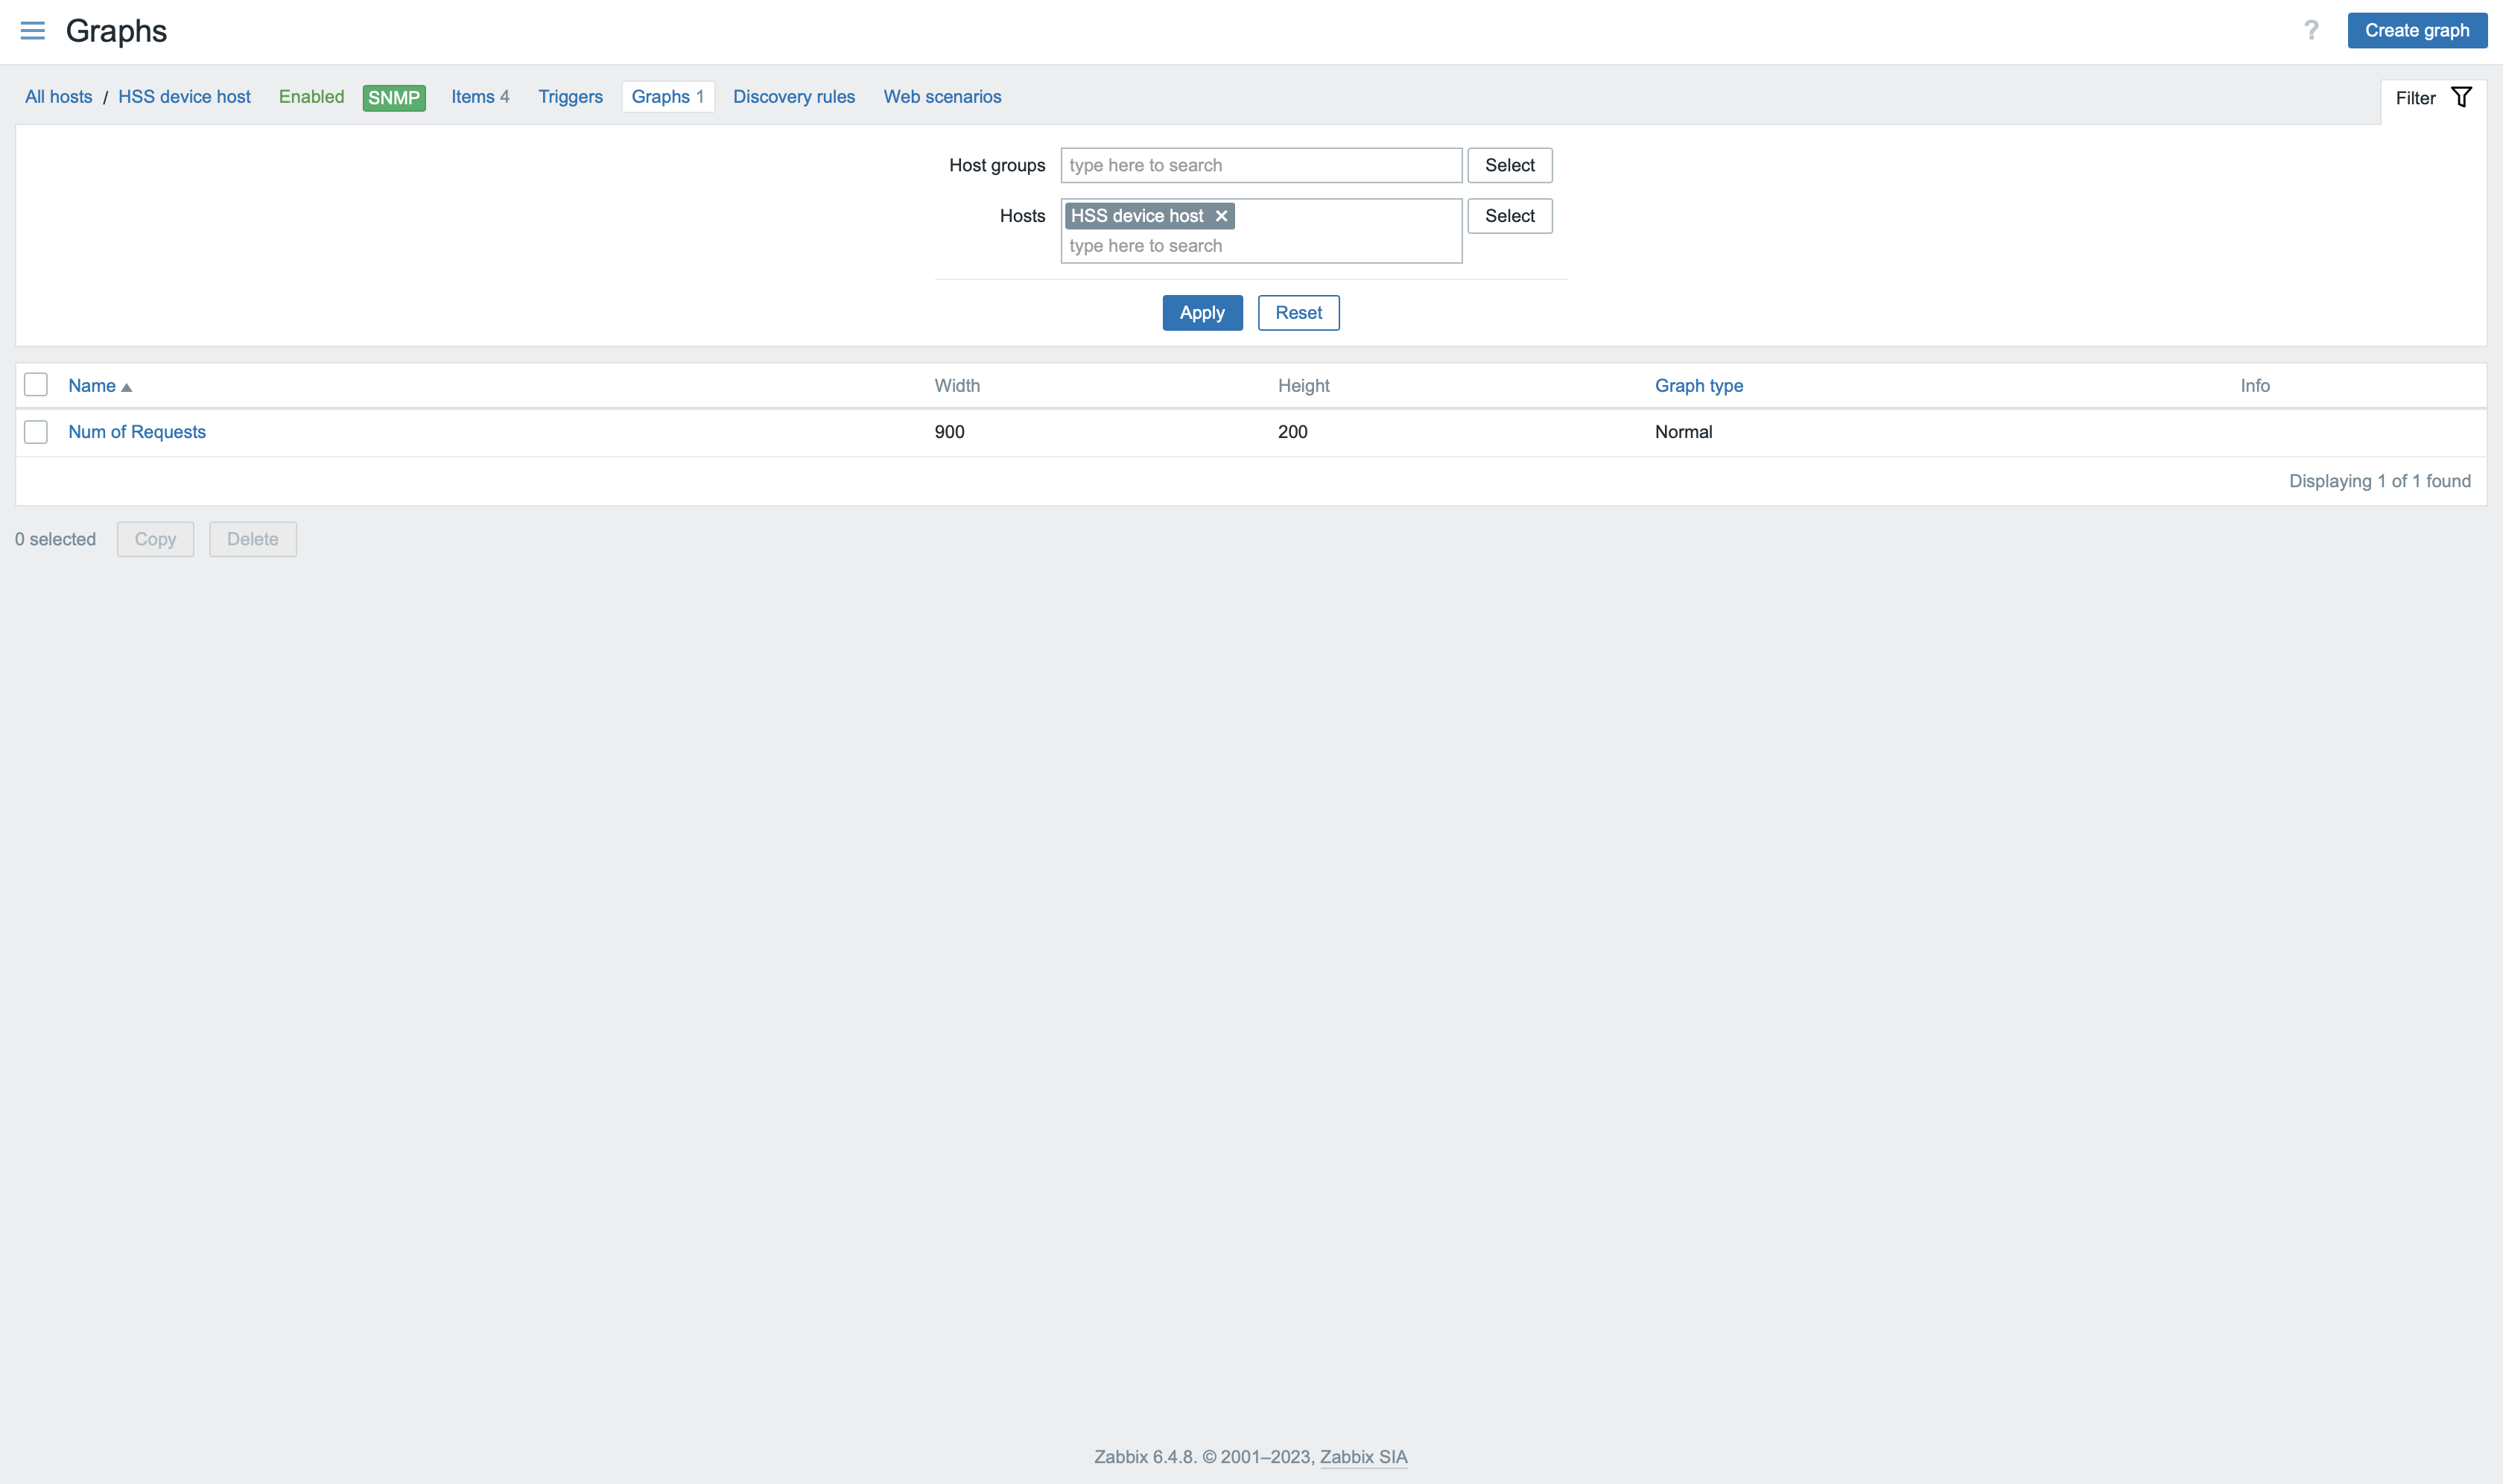 Graphs
? Create graph
All hosts / HSS device host Enabled SNMP Items 4 Triggers Graphs 1 Discovery rules Web scenarios Filter
Host groups type here to search Select
Hosts HSS device host ✕ Select
type here to search
Apply Reset
Name ▲ Width Height Graph type Info
Num of Requests 900 200 Normal
Displaying 1 of 1 found
0 selected Copy Delete
Zabbix 6.4.8. © 2001–2023, Zabbix SIA